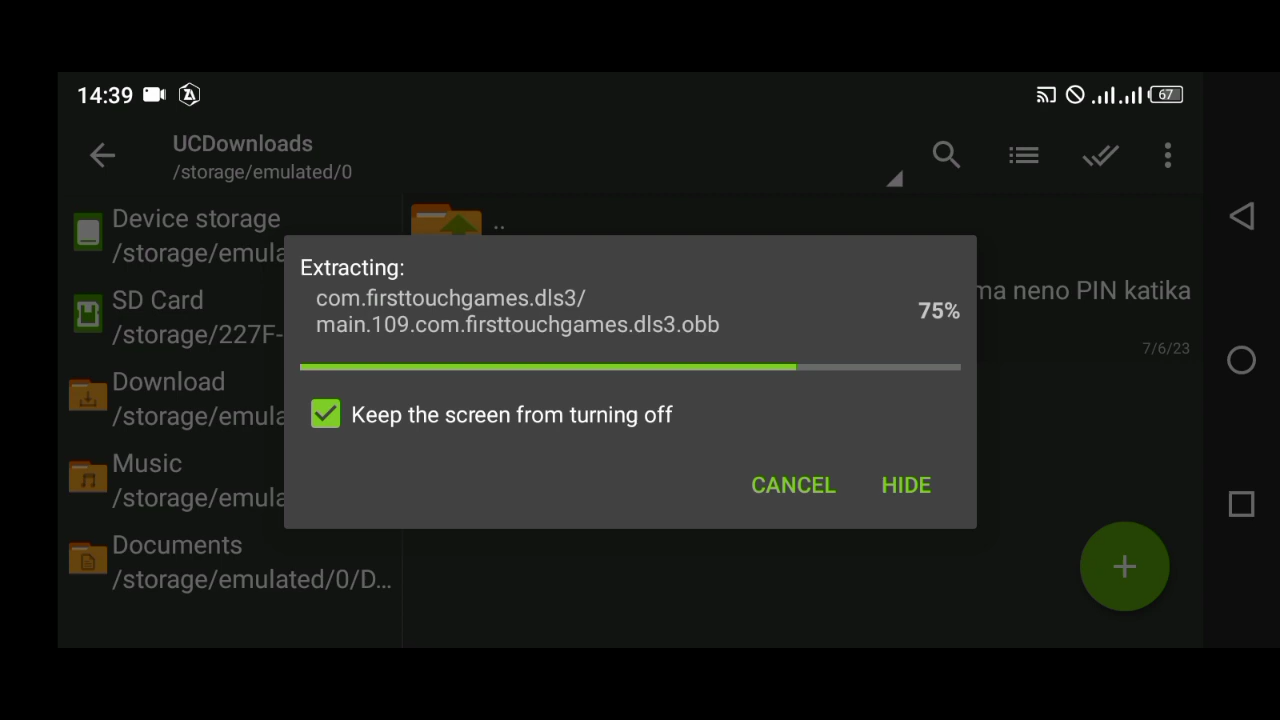 14:39
67
UCDownloads
/storage/emulated/0
Device storage
/storage/emula
SD Card
/storage/227F-
Download
/storage/emula
Music
/storage/emula
Documents
/storage/emulated/0/D...
..
ma neno PIN katika
7/6/23
Extracting:
com.firsttouchgames.dls3/
main.109.com.firsttouchgames.dls3.obb
75%
Keep the screen from turning off
CANCEL
HIDE